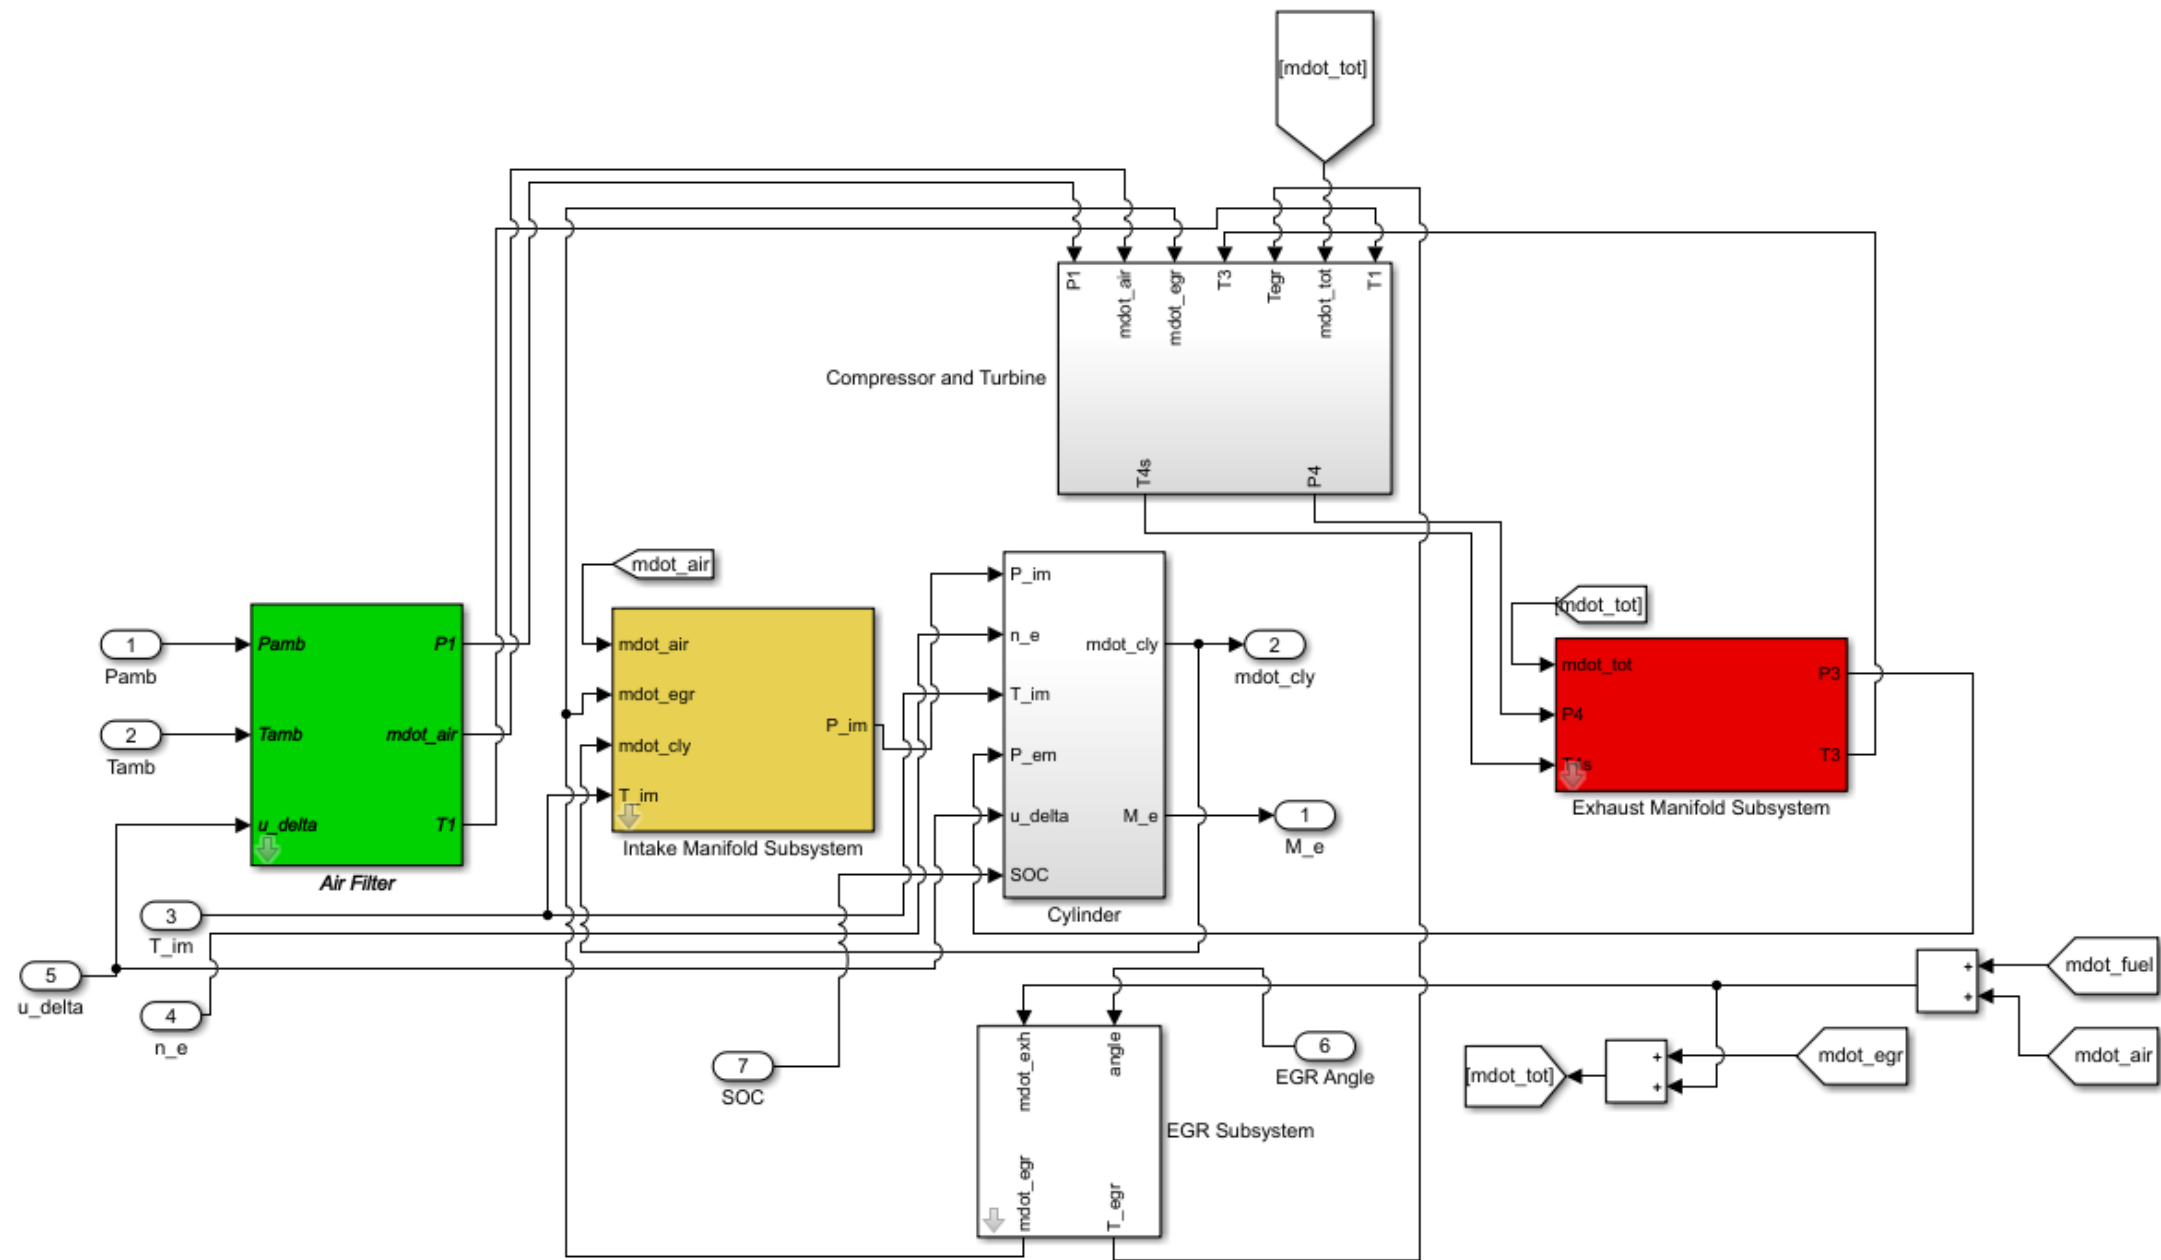 [mdot_tot]
P1
mdot_air
mdot_egr
T3
Tegr
mdot_tot
T1
Compressor and Turbine
T4s
P4
mdot_air
[mdot_tot]
1
Pamb
2
Tamb
Pamb
Tamb
u_delta
P1
mdot_air
T1
Air Filter
mdot_air
mdot_egr
mdot_cly
T_im
P_im
Intake Manifold Subsystem
P_im
n_e
T_im
P_em
u_delta
SOC
mdot_cly
M_e
Cylinder
2
mdot_cly
1
M_e
mdot_tot
P4
T4s
P3
T3
Exhaust Manifold Subsystem
3
T_im
5
u_delta
4
n_e
7
SOC
mdot_exh
angle
mdot_egr
T_egr
EGR Subsystem
6
EGR Angle
+
+
mdot_fuel
mdot_air
[mdot_tot]
+
+
mdot_egr